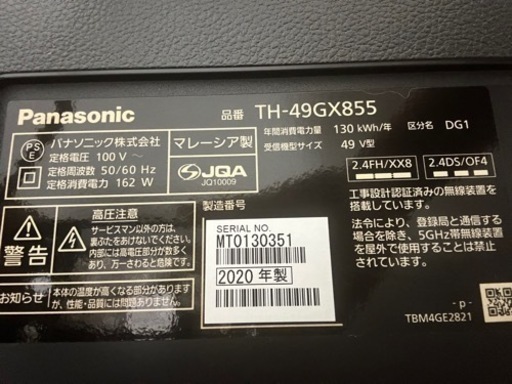 Panasonic
品番 TH-49GX855
パナソニック株式会社
定格電圧 100 V ~
定格周波数 50/60 Hz
定格消費電力 162 W
マレーシア製
JQA
JQ10009
年間消費電力量 130 kWh/年 区分名 DG1
受信機型サイズ 49 V型
2.4FH/XX8
2.4DS/OF4
工事設計認証済みの無線装置
を搭載しています。
法令により、登録局と通信する
場合を除き、5GHz帯無線装置
を屋外で使用することは
禁じられています。
警告
高圧注意
サービスマン以外の方は、
裏ぶたをあけないでください。
内部には高電圧部分が数多く
あり、万一さわると危険です。
お知らせ
本体の温度が高くなる部分があります
が、性能・品質には問題ありません。
製造番号
SERIAL NO.
MT0130351
2020 年製
- p -
TBM4GE2821